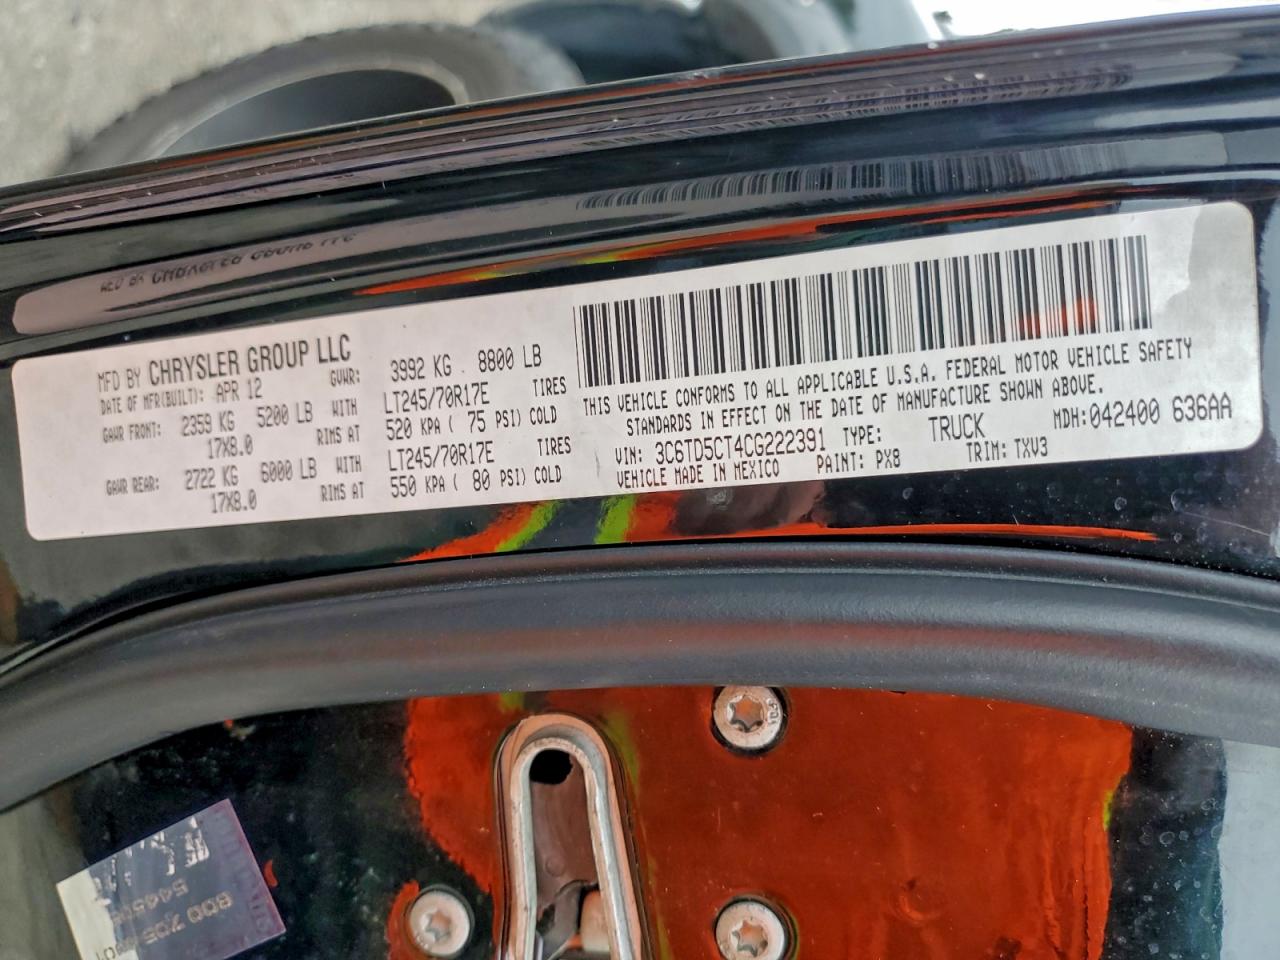 MFD BY CHRYSLER GROUP LLC
DATE OF MFR(BUILT): APR 12 GVWR: 3992 KG 8800 LB
GAWR FRONT: 2359 KG 5200 LB WITH LT245/70R17E TIRES
17X8.0 RIMS AT 520 KPA ( 75 PSI) COLD
GAWR REAR: 2722 KG 6000 LB WITH LT245/70R17E TIRES
17X8.0 RIMS AT 550 KPA ( 80 PSI) COLD
THIS VEHICLE CONFORMS TO ALL APPLICABLE U.S.A. FEDERAL MOTOR VEHICLE SAFETY
STANDARDS IN EFFECT ON THE DATE OF MANUFACTURE SHOWN ABOVE.
VIN: 3C6TD5CT4CG222391 TYPE: TRUCK MDH:042400 636AA
VEHICLE MADE IN MEXICO PAINT: PX8 TRIM: TXV3